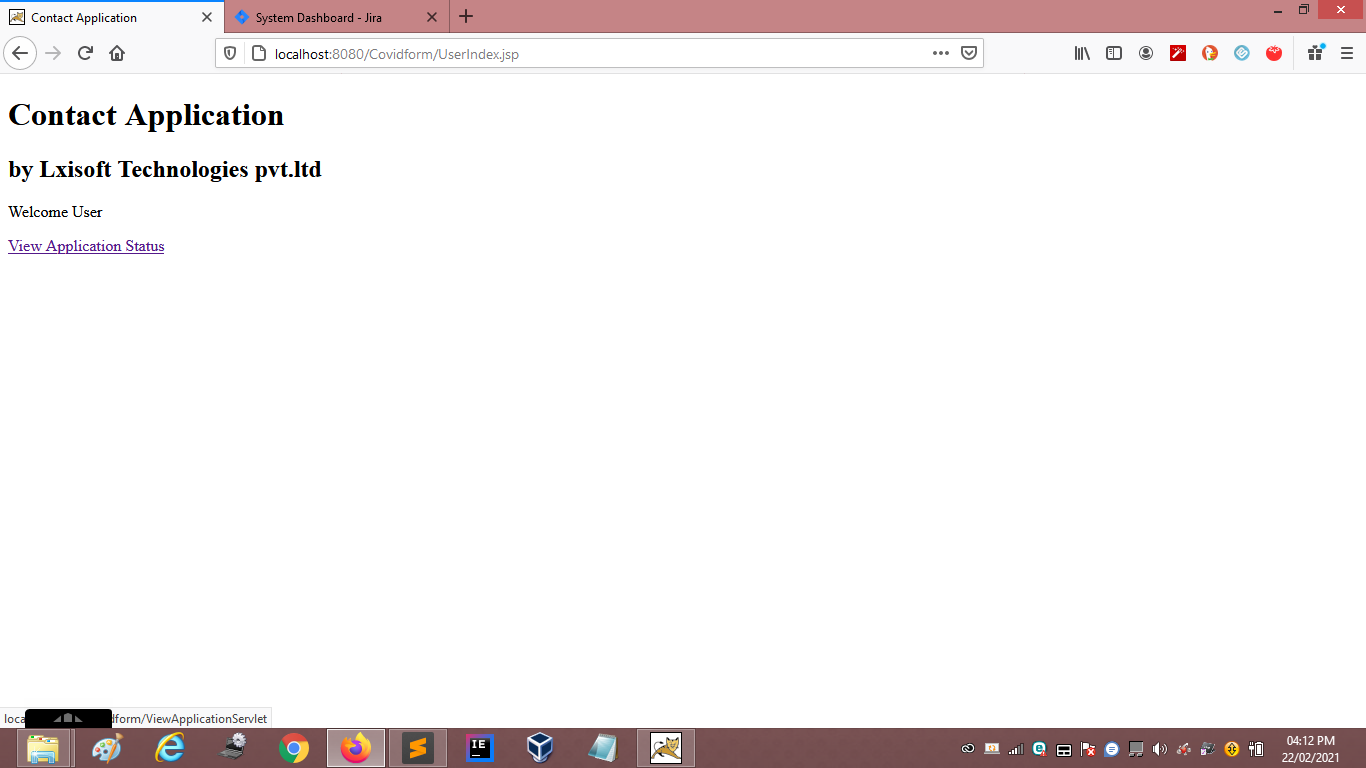 Contact Application
System Dashboard - Jira
localhost:8080/Covidform/UserIndex.jsp
Contact Application
by Lxisoft Technologies pvt.ltd
Welcome User
View Application Status
loca dform/ViewApplicationServlet
IE
04:12 PM
22/02/2021